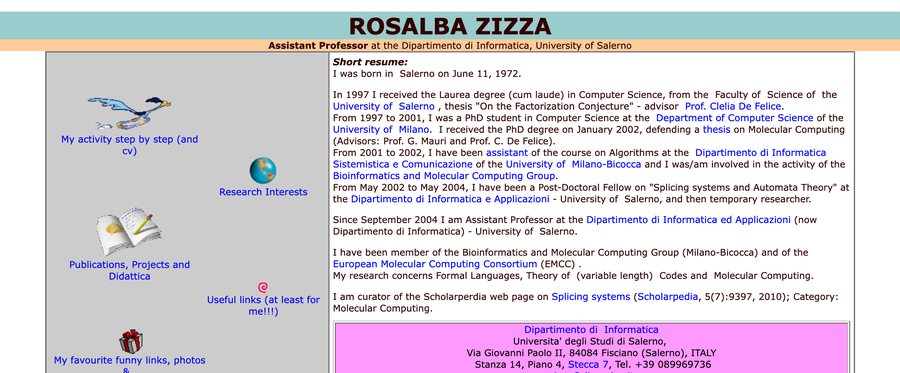 ROSALBA ZIZZA
Assistant Professor at the Dipartimento di Informatica, University of Salerno
My activity step by step (and
cv)
Research Interests
Publications, Projects and
Didattica
Useful links (at least for
me!!!)
My favourite funny links, photos
&
Short resume:
I was born in Salerno on June 11, 1972.
In 1997 I received the Laurea degree (cum laude) in Computer Science, from the Faculty of Science of the
University of Salerno , thesis "On the Factorization Conjecture" - advisor Prof. Clelia De Felice.
From 1997 to 2001, I was a PhD student in Computer Science at the Department of Computer Science of the
University of Milano. I received the PhD degree on January 2002, defending a thesis on Molecular Computing
(Advisors: Prof. G. Mauri and Prof. C. De Felice).
From 2001 to 2002, I have been assistant of the course on Algorithms at the Dipartimento di Informatica
Sistemistica e Comunicazione of the University of Milano-Bicocca and I was/am involved in the activity of the
Bioinformatics and Molecular Computing Group.
From May 2002 to May 2004, I have been a Post-Doctoral Fellow on "Splicing systems and Automata Theory" at
the Dipartimento di Informatica e Applicazioni - University of Salerno, and then temporary researcher.
Since September 2004 I am Assistant Professor at the Dipartimento di Informatica ed Applicazioni (now
Dipartimento di Informatica) - University of Salerno.
I have been member of the Bioinformatics and Molecular Computing Group (Milano-Bicocca) and of the
European Molecular Computing Consortium (EMCC) .
My research concerns Formal Languages, Theory of (variable length) Codes and Molecular Computing.
I am curator of the Scholarpedia web page on Splicing systems (Scholarpedia, 5(7):9397, 2010); Category:
Molecular Computing.
Dipartimento di Informatica
Universita' degli Studi di Salerno,
Via Giovanni Paolo II, 84084 Fisciano (Salerno), ITALY
Stanza 14, Piano 4, Stecca 7, Tel. +39 089969736